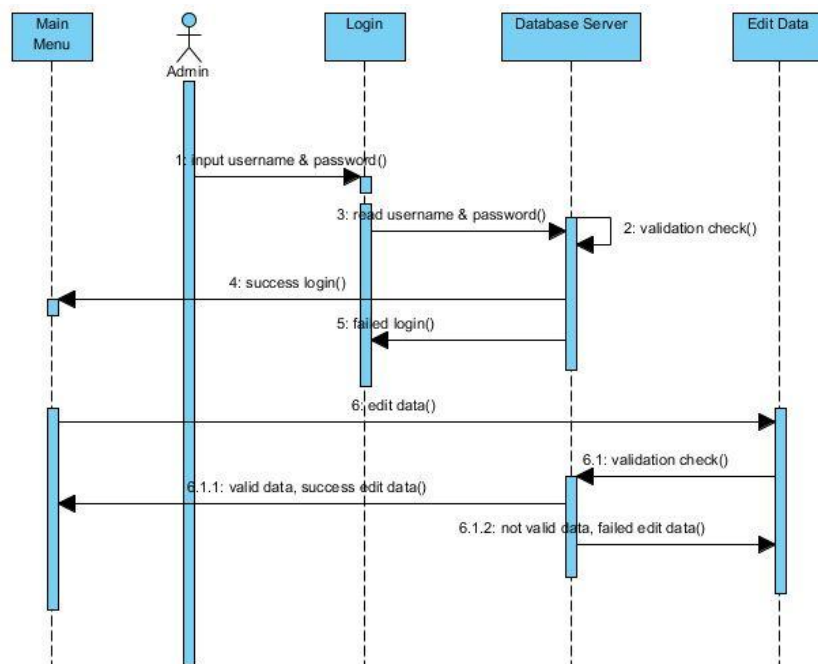 Main
Menu
Admin
Login
Database Server
Edit Data
1: input username & password()
3: read username & password()
2: validation check()
4: success login()
5: failed login()
6: edit data()
6.1: validation check()
6.1.1: valid data, success edit data()
6.1.2: not valid data, failed edit data()